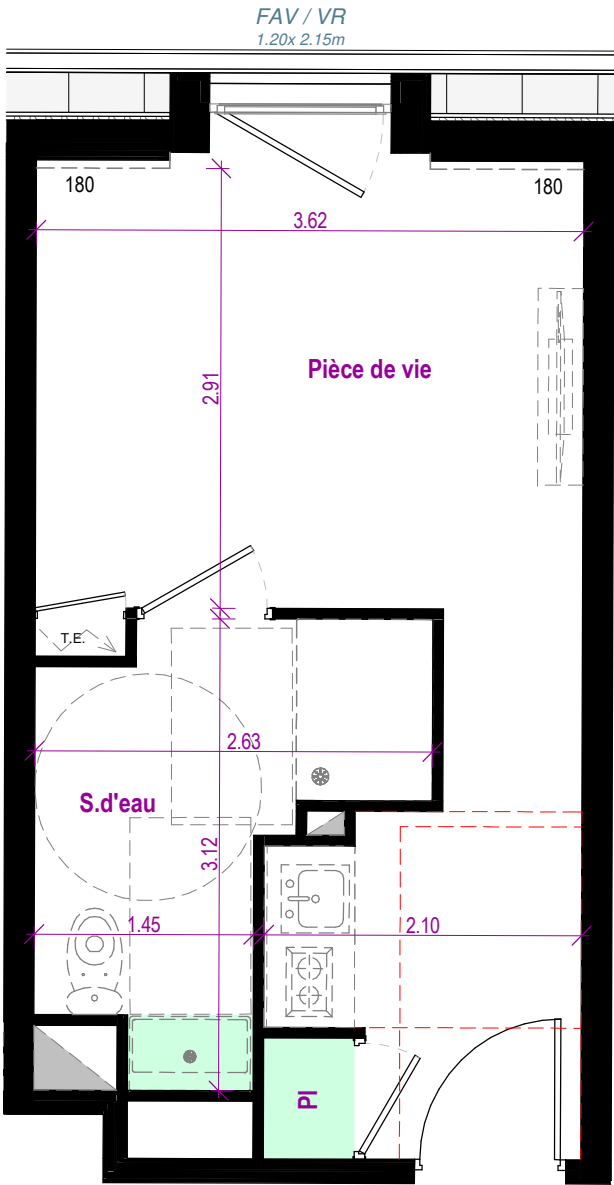 FAV / VR
1.20x 2.15m
180
180
3.62
Pièce de vie
2.91
T.E.
2.63
S.d'eau
3.12
1.45
2.10
Pl